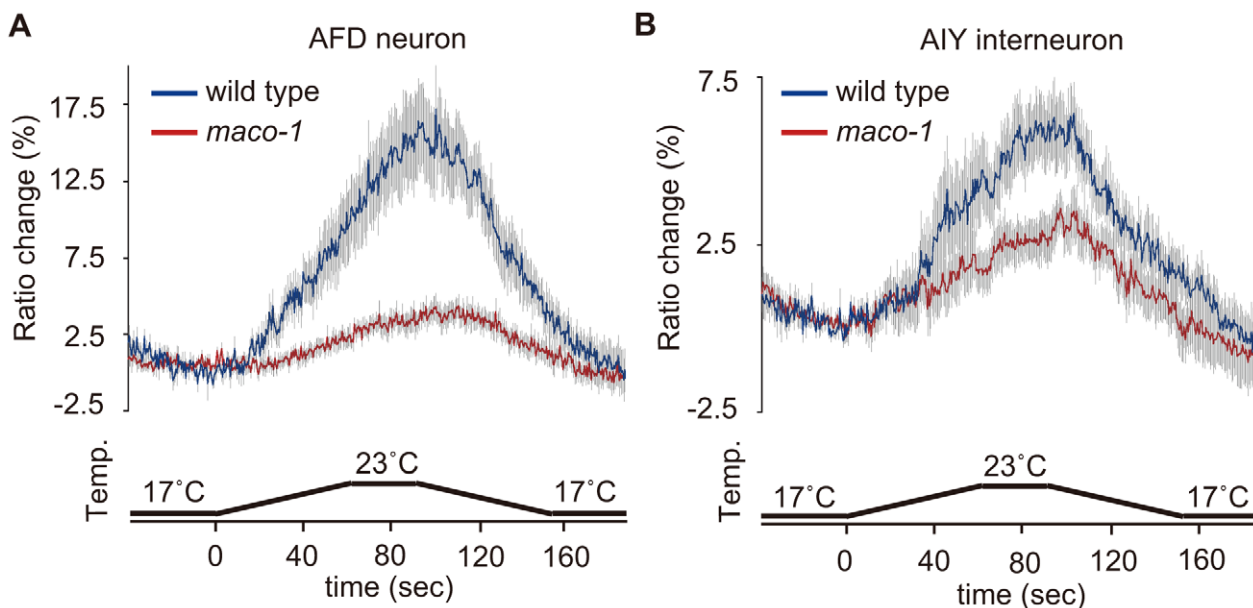 A
AFD neuron
wild type
maco-1
Ratio change (%)
17.5
12.5
7.5
2.5
-2.5
Temp.
17˚C
23˚C
17˚C
0
40
80
120
160
time (sec)
B
AIY interneuron
wild type
maco-1
Ratio change (%)
7.5
2.5
-2.5
Temp.
17˚C
23˚C
17˚C
0
40
80
120
160
time (sec)